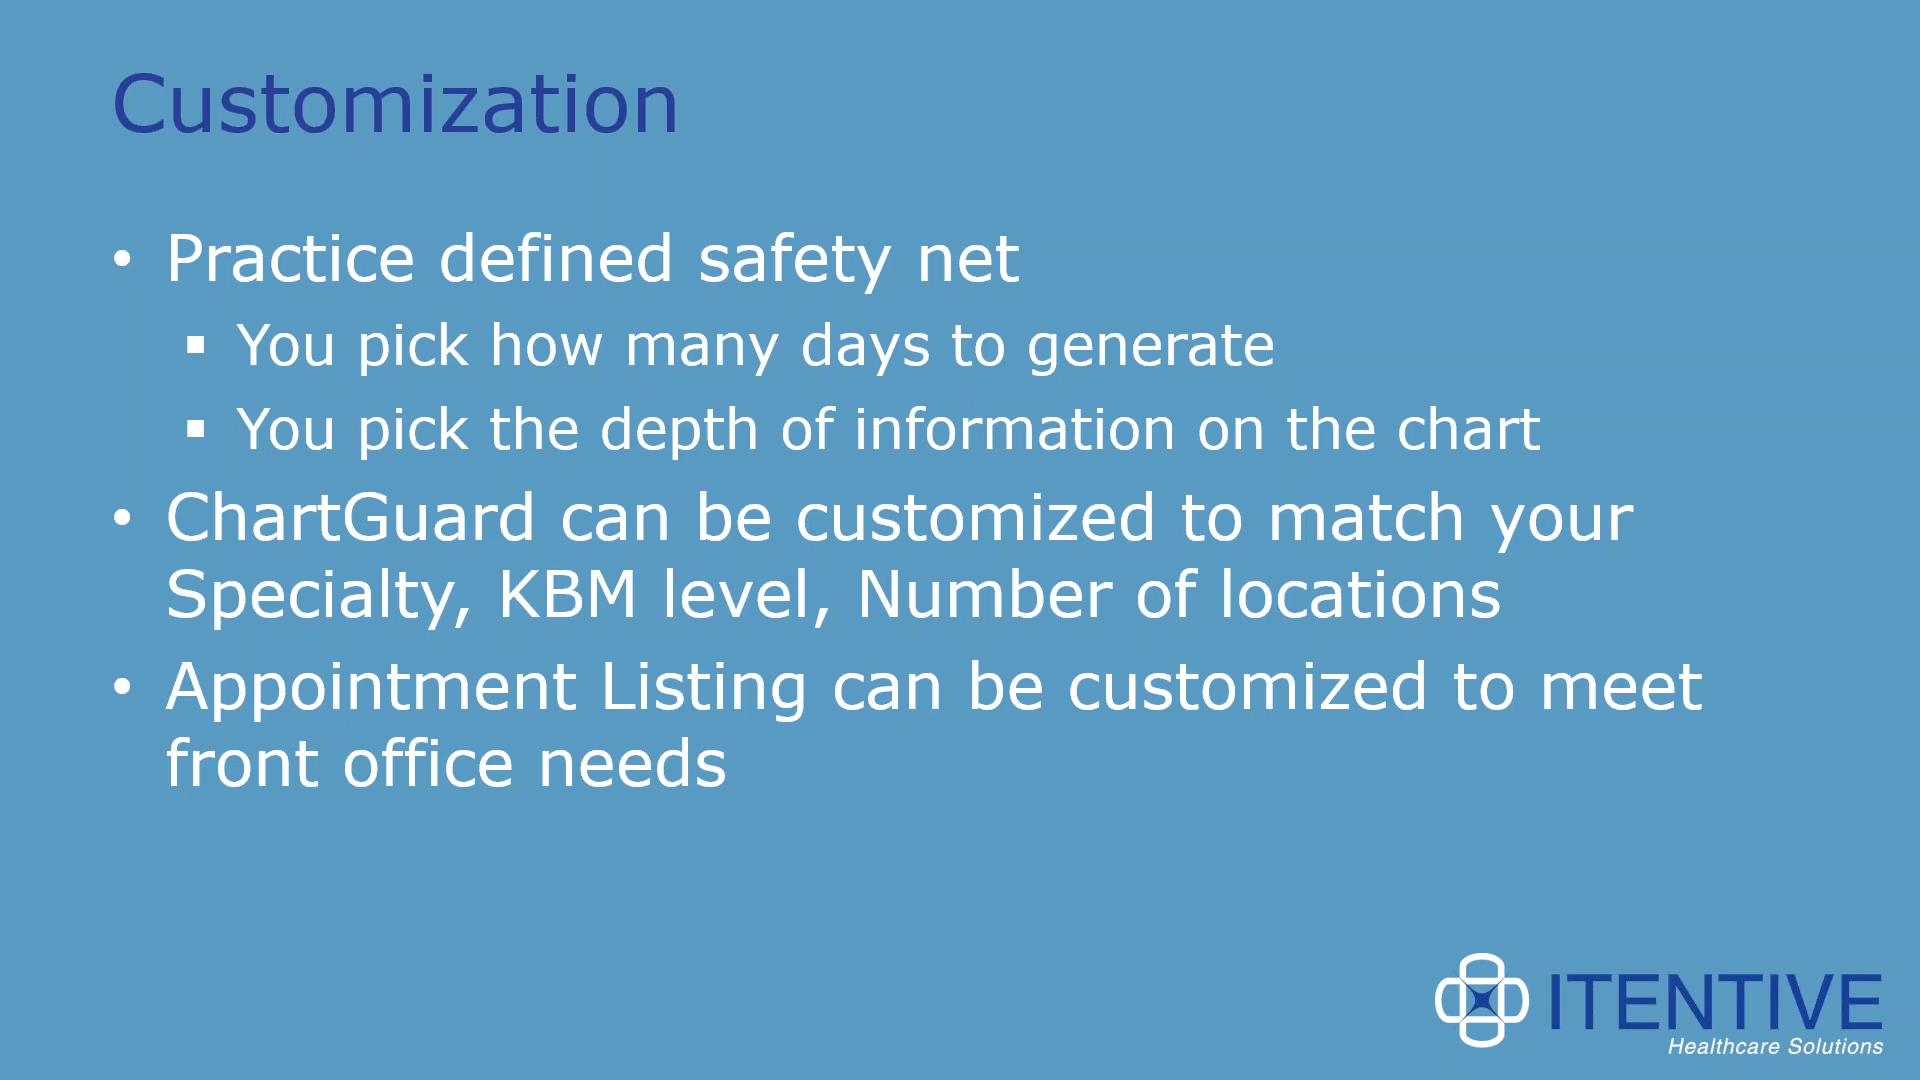 Customization
• Practice defined safety net
▪ You pick how many days to generate
▪ You pick the depth of information on the chart
• ChartGuard can be customized to match your
Specialty, KBM level, Number of locations
• Appointment Listing can be customized to meet
front office needs
ITENTIVE
Healthcare Solutions